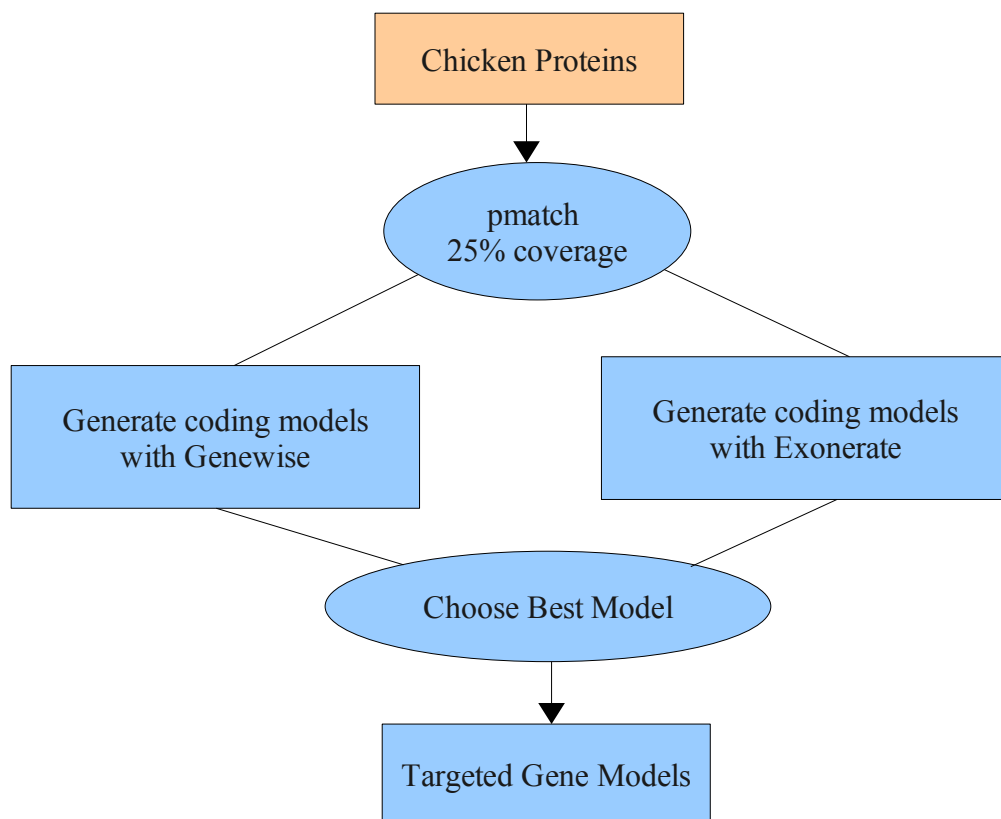 Chicken Proteins
pmatch
25% coverage
Generate coding models
with Genewise
Generate coding models
with Exonerate
Choose Best Model
Targeted Gene Models